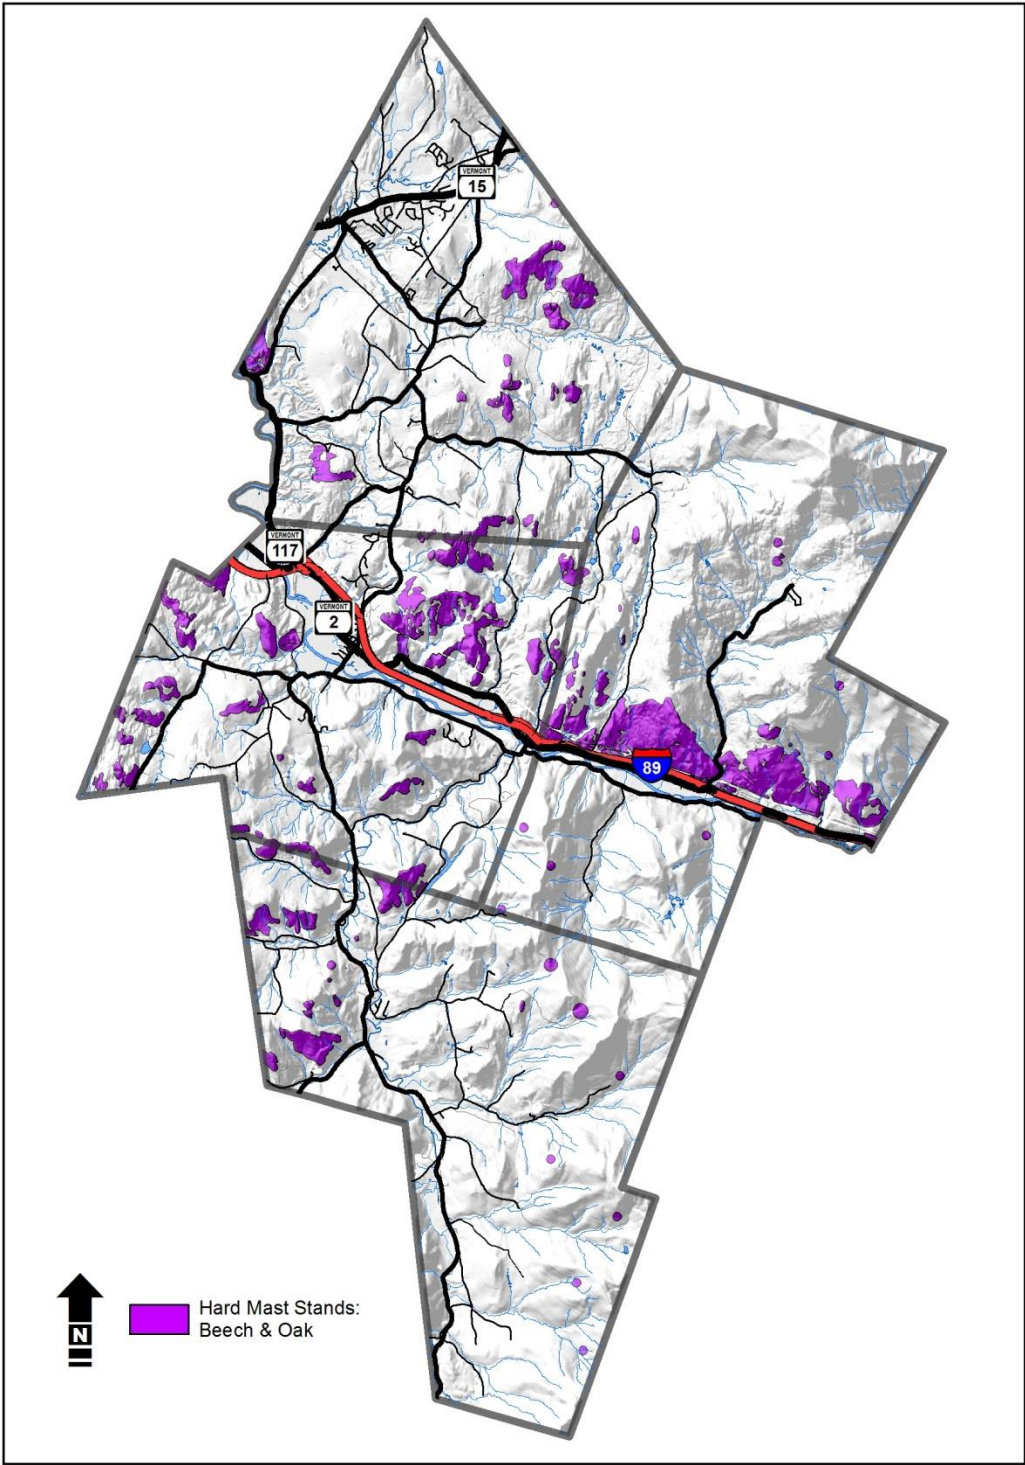 VERMONT
15
VERMONT
117
VERMONT
2
89
N
Hard Mast Stands:
Beech & Oak